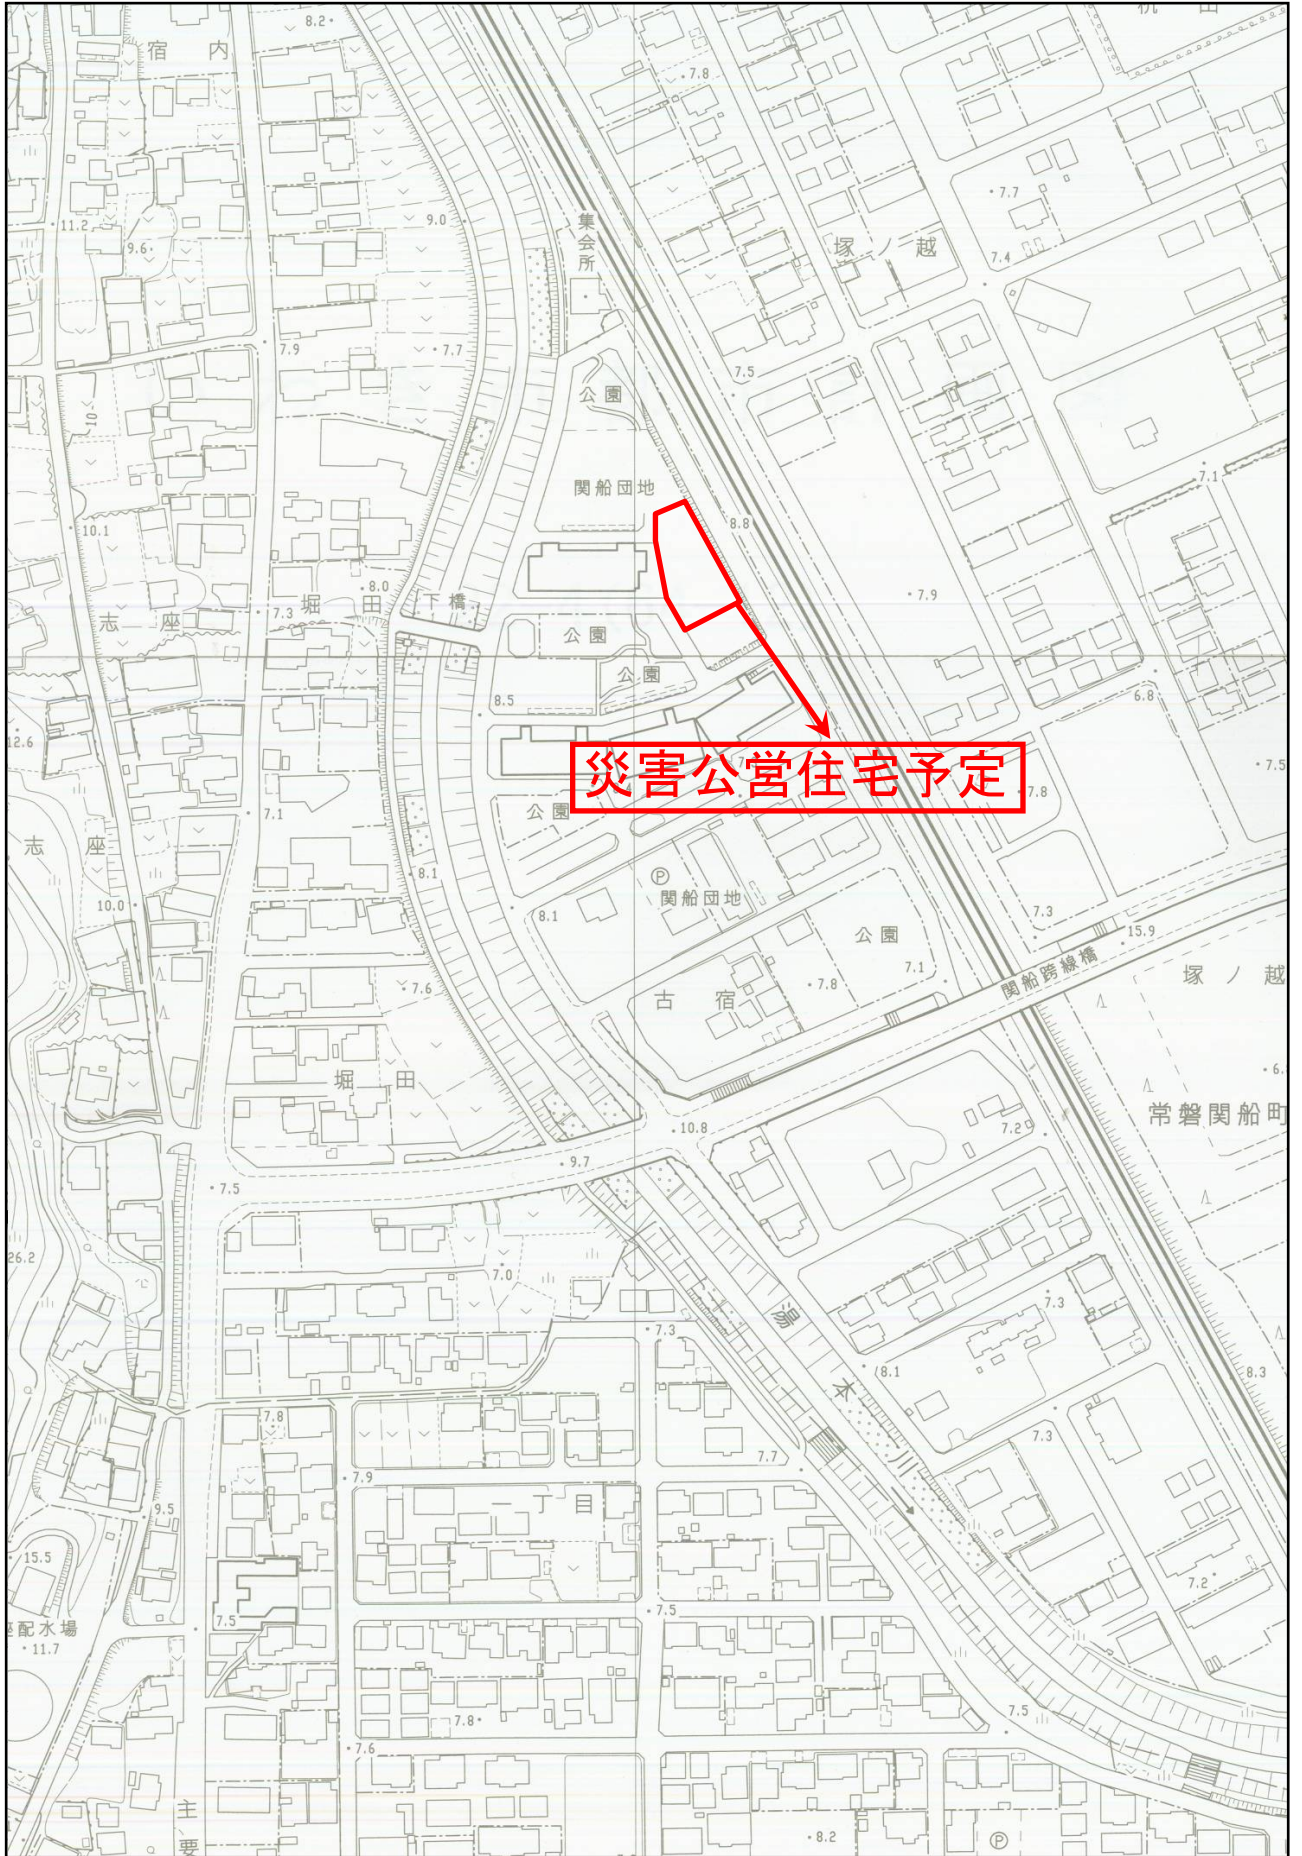 8.2
宿内
7.8
7.7
11.2
9.6
9.0
集会所
塚ノ越
7.4
7.9
7.7
7.5
公園
10
関船団地
7.1
8.8
10.1
8.0
7.9
堀田
下橋
7.3
志座
公園
公園
6.8
8.5
12.6
災害公営住宅予定
7.5
7.8
公園
7.1
志座
8.1
Ⓟ
関船団地
10.0
8.1
7.3
公園
15.9
7.1
関船跨線橋
塚ノ越
7.6
古宿
7.8
堀田
常磐関船町
10.8
7.2
9.7
7.5
26.2
7.0
7.3
7.3
湯本川
8.1
8.3
7.8
7.3
7.7
7.9
一丁目
9.5
15.5
7.2
7.5
7.5
配水場
11.7
7.5
7.8
7.6
主要
8.2
Ⓟ